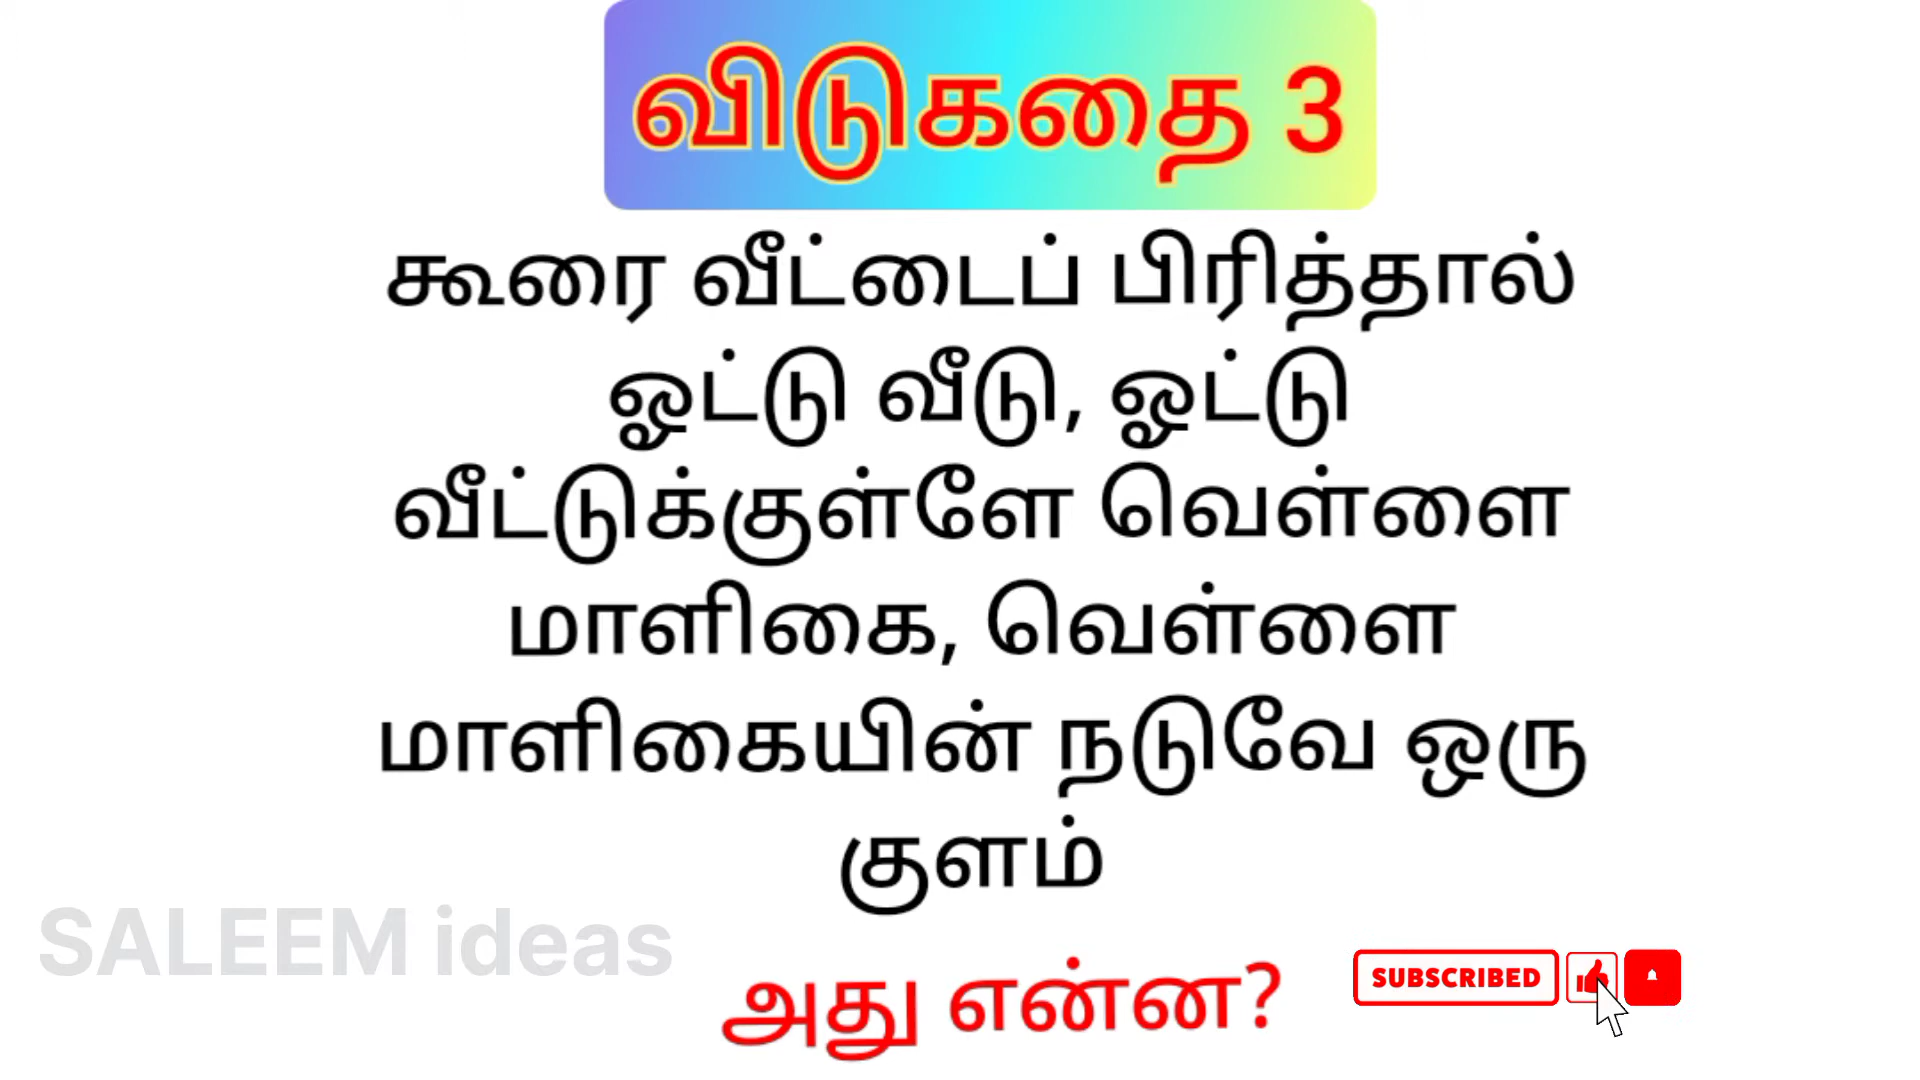 விடுகதை 3
கூரை வீட்டைப் பிரித்தால்
ஓட்டு வீடு, ஓட்டு
வீட்டுக்குள்ளே வெள்ளை
மாளிகை, வெள்ளை
மாளிகையின் நடுவே ஒரு
குளம்
SALEEM ideas
அது என்ன?
SUBSCRIBED